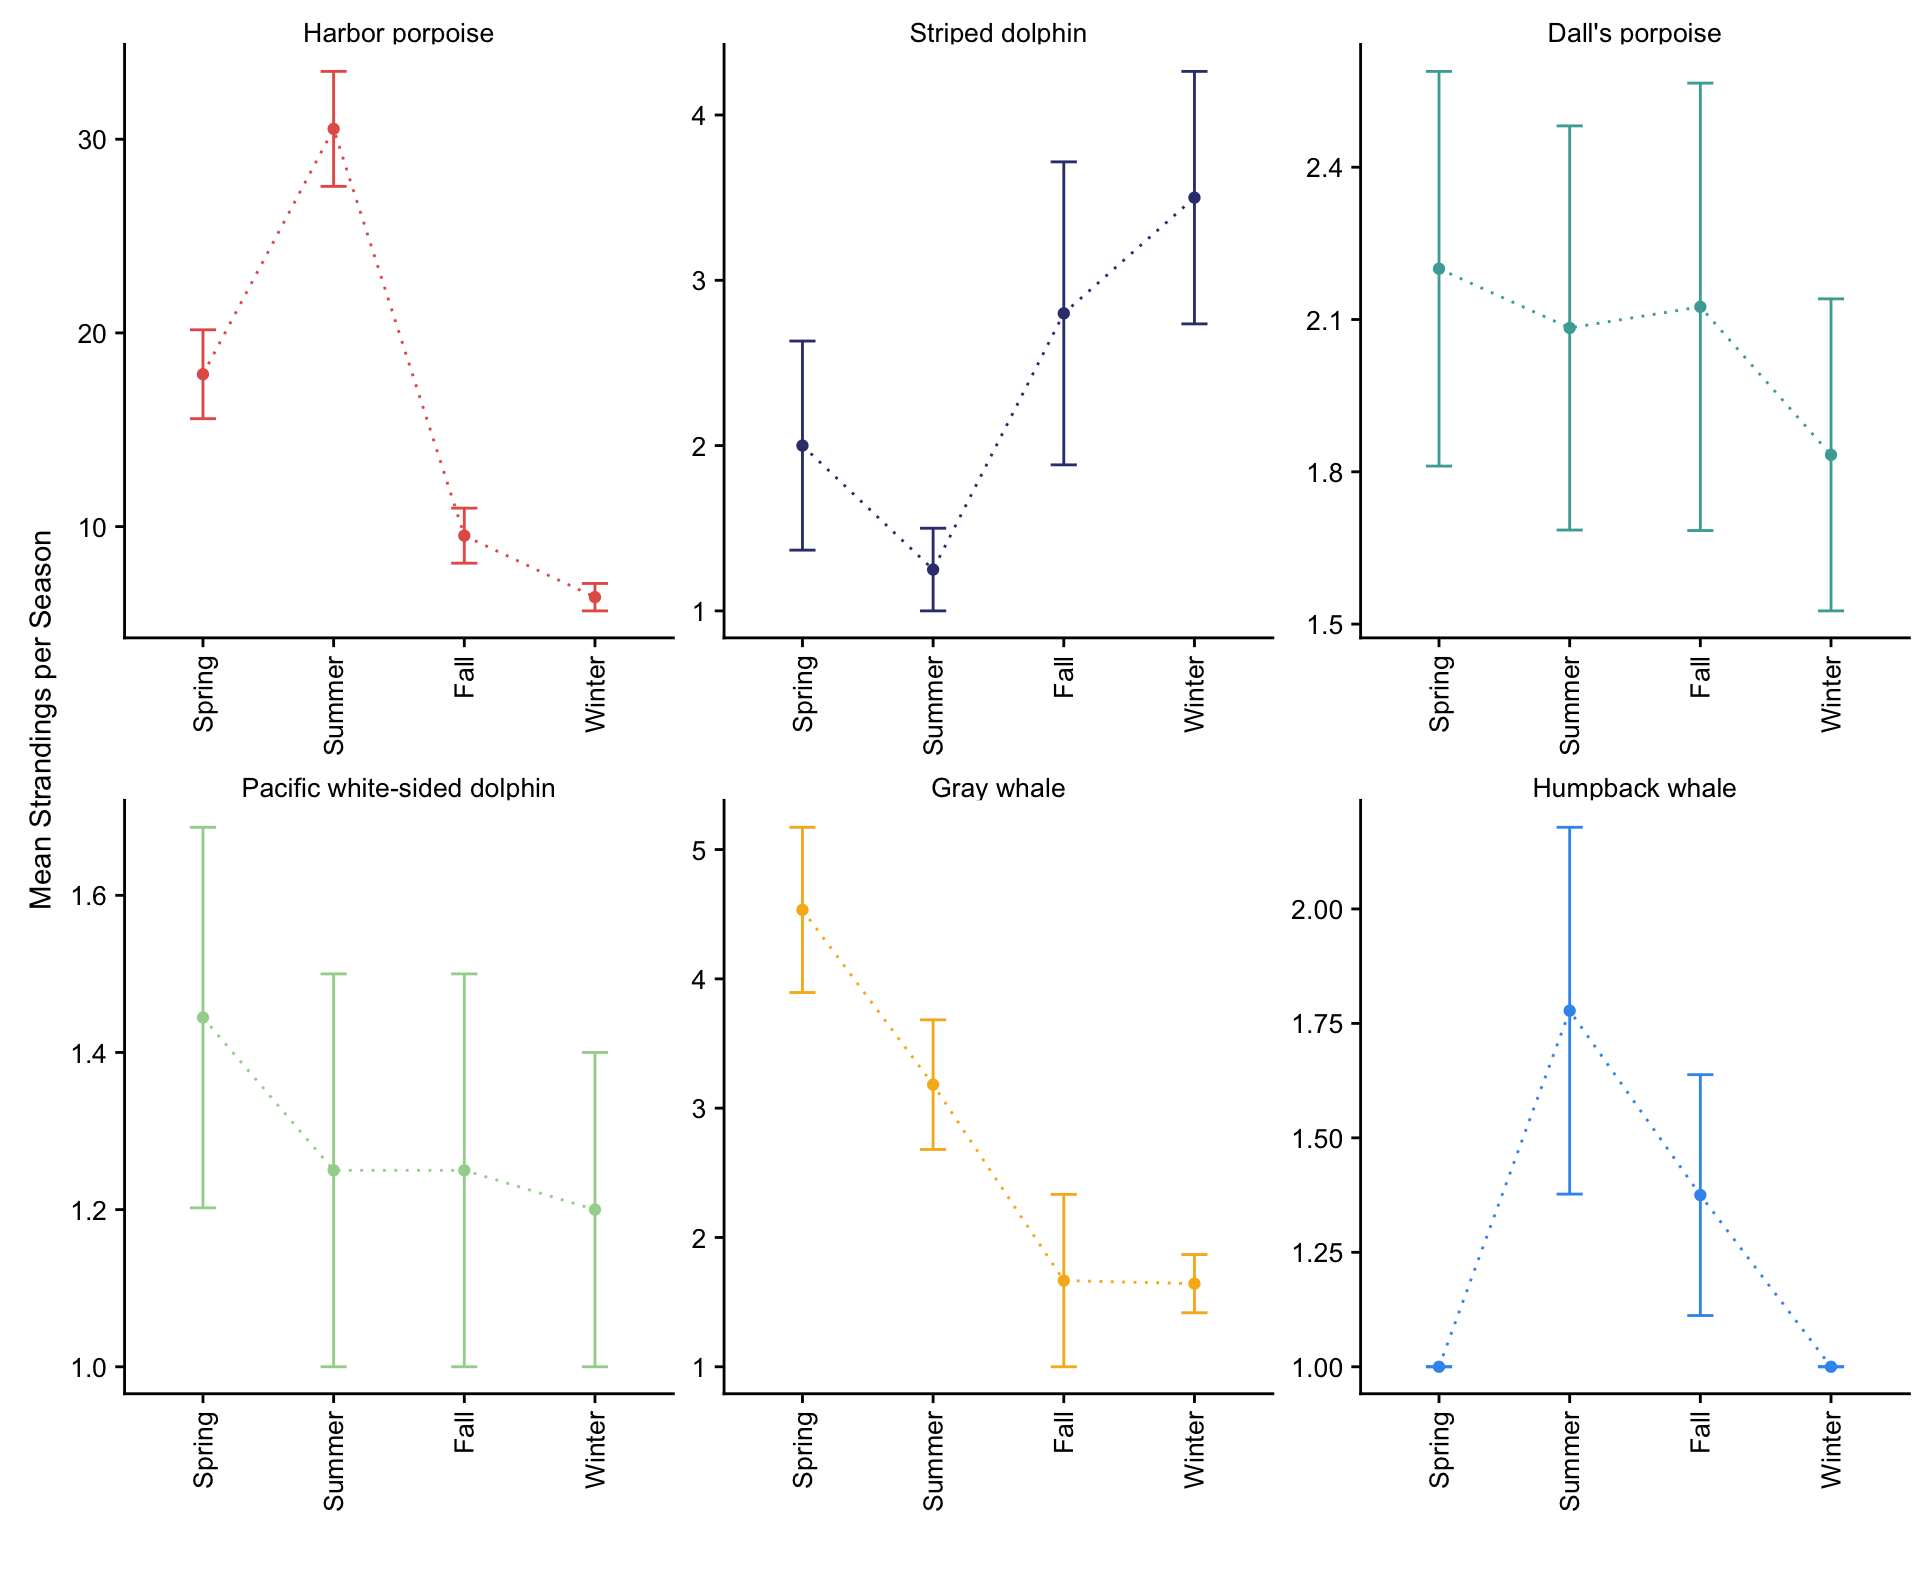 Harbor porpoise
Striped dolphin
Dall's porpoise
Mean Strandings per Season
30
20
10
Spring
Summer
Fall
Winter
4
3
2
1
Spring
Summer
Fall
Winter
2.4
2.1
1.8
1.5
Spring
Summer
Fall
Winter
Pacific white-sided dolphin
Gray whale
Humpback whale
1.6
1.4
1.2
1.0
Spring
Summer
Fall
Winter
5
4
3
2
1
Spring
Summer
Fall
Winter
2.00
1.75
1.50
1.25
1.00
Spring
Summer
Fall
Winter